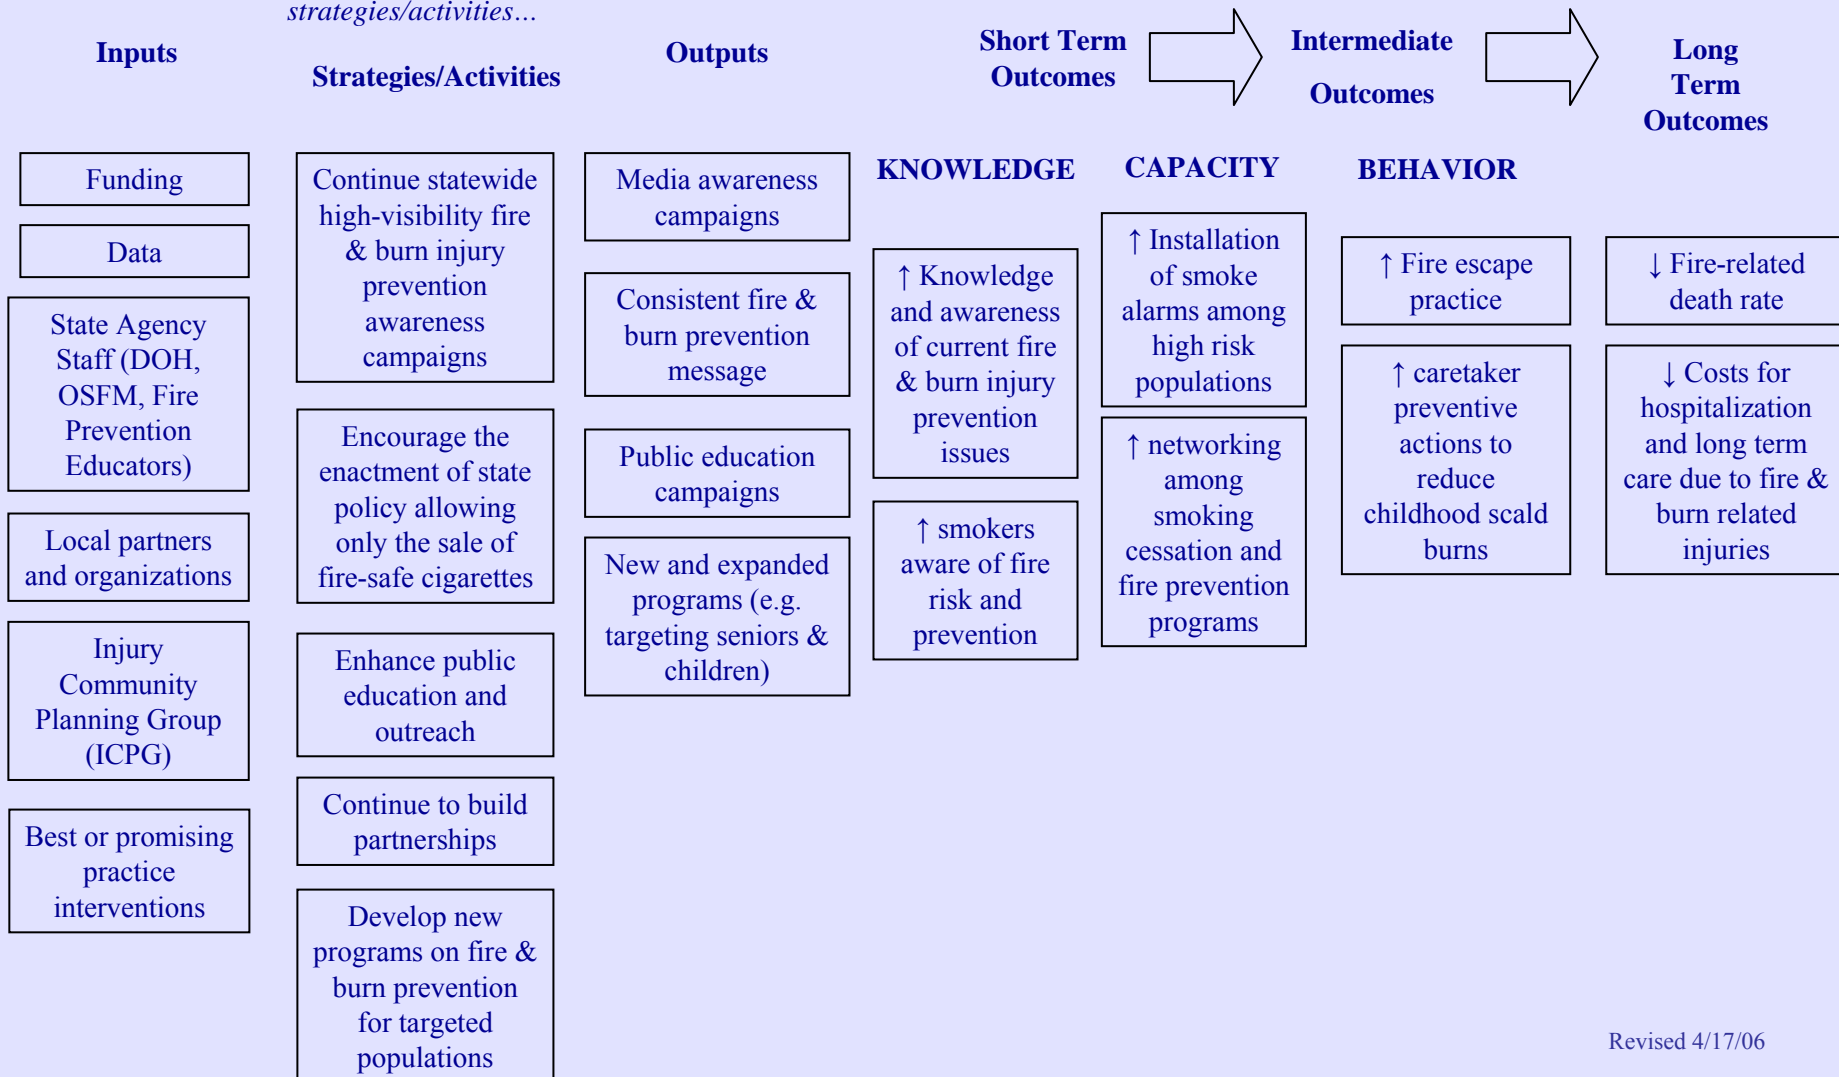 strategies/activities…
Inputs
Strategies/Activities
Outputs
Short Term
Outcomes
Intermediate
Outcomes
Long
Term
Outcomes
Funding
Data
State Agency
Staff (DOH,
OSFM, Fire
Prevention
Educators)
Local partners
and organizations
Injury
Community
Planning Group
(ICPG)
Best or promising
practice
interventions
Continue statewide
high-visibility fire
& burn injury
prevention
awareness
campaigns
Encourage the
enactment of state
policy allowing
only the sale of
fire-safe cigarettes
Enhance public
education and
outreach
Continue to build
partnerships
Develop new
programs on fire &
burn prevention
for targeted
populations
Media awareness
campaigns
Consistent fire &
burn prevention
message
Public education
campaigns
New and expanded
programs (e.g.
targeting seniors &
children)
KNOWLEDGE
↑ Knowledge
and awareness
of current fire
& burn injury
prevention
issues
↑ smokers
aware of fire
risk and
prevention
CAPACITY
↑ Installation
of smoke
alarms among
high risk
populations
↑ networking
among
smoking
cessation and
fire prevention
programs
BEHAVIOR
↑ Fire escape
practice
↑ caretaker
preventive
actions to
reduce
childhood scald
burns
↓ Fire-related
death rate
↓ Costs for
hospitalization
and long term
care due to fire &
burn related
injuries
Revised 4/17/06